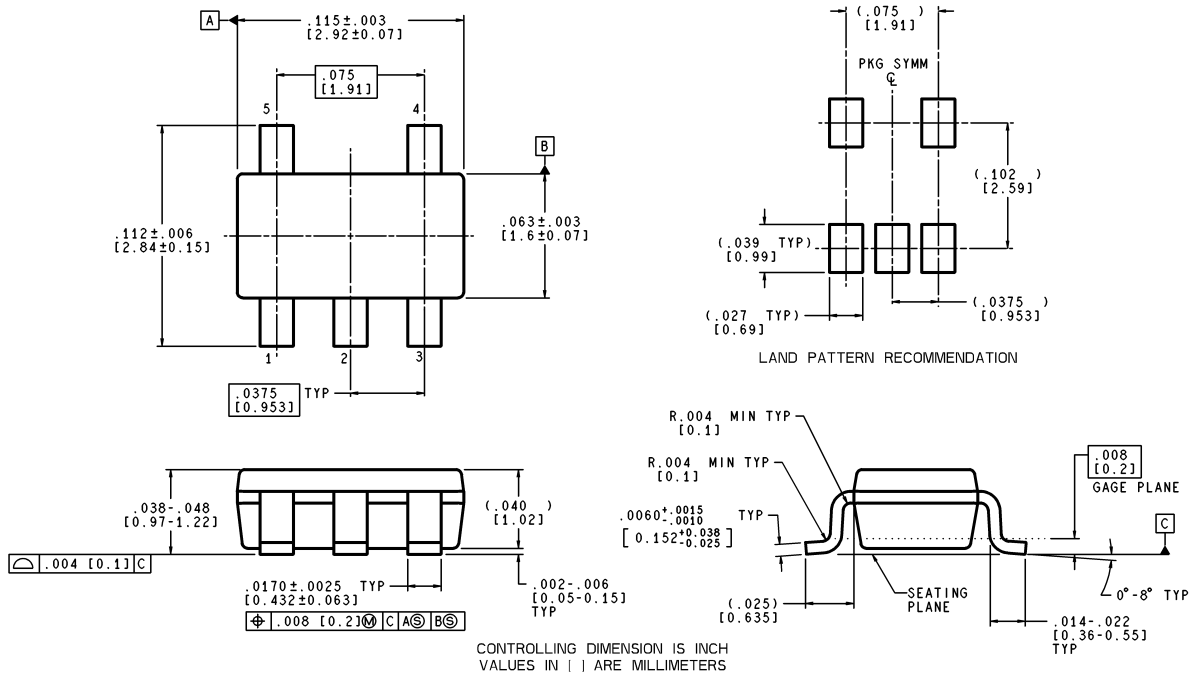 A
.115±.003
[2.92±0.07]
.075
[1.91]
5
4
B
.112±.006
[2.84±0.15]
.063±.003
[1.6±0.07]
1
2
3
.0375 TYP
[0.953]
(.075 )
[1.91]
PKG SYMM
℄
(.102 )
[2.59]
(.039 TYP)
[0.99]
(.027 TYP)
[0.69]
(.0375 )
[0.953]
LAND PATTERN RECOMMENDATION
.038-.048
[0.97-1.22]
(.040 )
[1.02]
⌓ .004 [0.1] C
.0170±.0025 TYP
[0.432±0.063]
⌖ .008 [0.2]Ⓜ C AⓈ BⓈ
.002-.006
[0.05-0.15]
TYP
R.004 MIN TYP
[0.1]
R.004 MIN TYP
[0.1]
.0060+.0015-.0010 TYP
[0.152+0.038-0.025]
.008
[0.2]
GAGE PLANE
C
(.025)
[0.635]
SEATING
PLANE
0°-8° TYP
.014-.022
[0.36-0.55]
TYP
CONTROLLING DIMENSION IS INCH
VALUES IN [ ] ARE MILLIMETERS